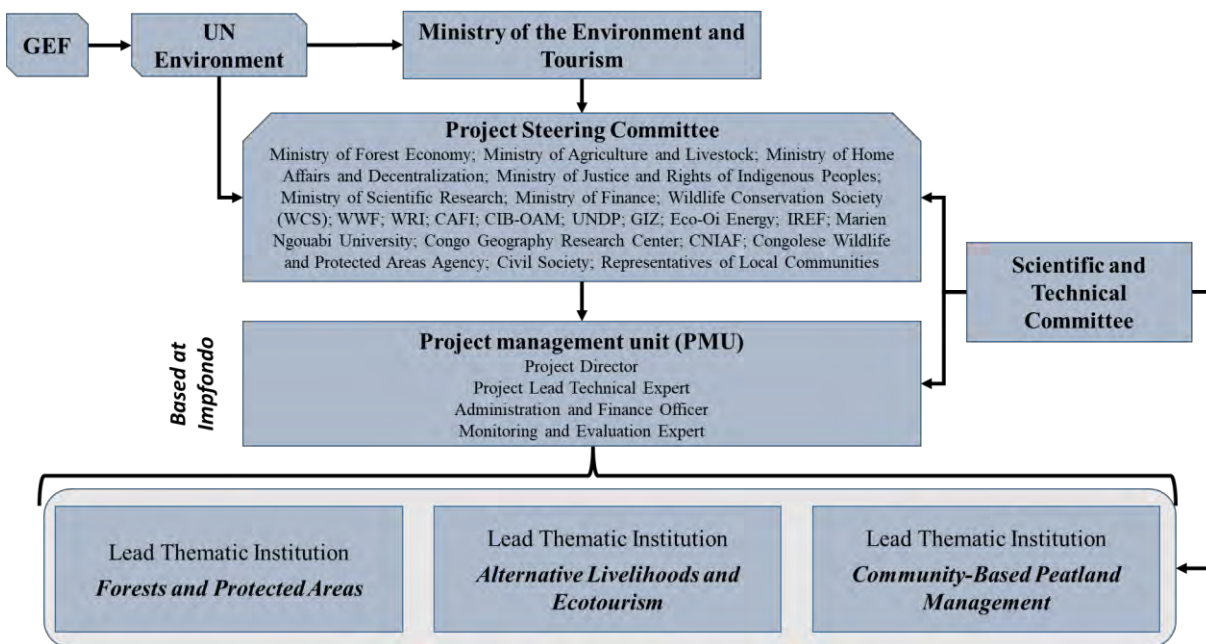 GEF
UN
Environment
Ministry of the Environment and
Tourism
Project Steering Committee
Ministry of Forest Economy; Ministry of Agriculture and Livestock; Ministry of Home
Affairs and Decentralization; Ministry of Justice and Rights of Indigenous Peoples;
Ministry of Scientific Research; Ministry of Finance; Wildlife Conservation Society
(WCS); WWF; WRI; CAFI; CIB-OAM; UNDP; GIZ; Eco-Oi Energy; IREF; Marien
Ngouabi University; Congo Geography Research Center; CNIAF; Congolese Wildlife
and Protected Areas Agency; Civil Society; Representatives of Local Communities
Scientific and
Technical
Committee
Based at
Impfondo
Project management unit (PMU)
Project Director
Project Lead Technical Expert
Administration and Finance Officer
Monitoring and Evaluation Expert
Lead Thematic Institution
Forests and Protected Areas
Lead Thematic Institution
Alternative Livelihoods and
Ecotourism
Lead Thematic Institution
Community-Based Peatland
Management